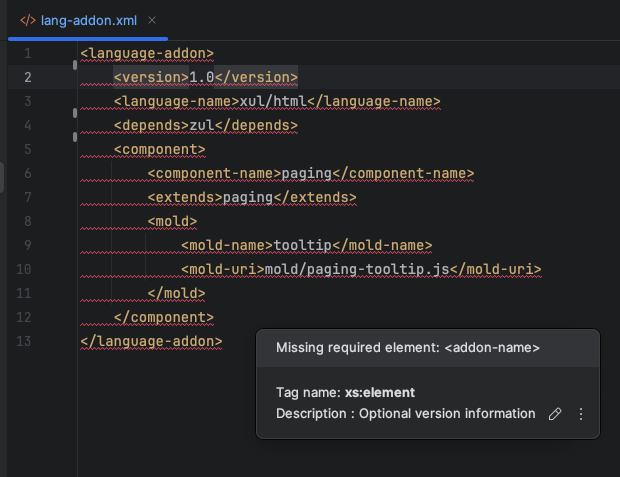 </> lang-addon.xml ×
1 <language-addon>
2 <version>1.0</version>
3 <language-name>xul/html</language-name>
4 <depends>zul</depends>
5 <component>
6 <component-name>paging</component-name>
7 <extends>paging</extends>
8 <mold>
9 <mold-name>tooltip</mold-name>
10 <mold-uri>mold/paging-tooltip.js</mold-uri>
11 </mold>
12 </component>
13 </language-addon>
Missing required element: <addon-name>
Tag name: xs:element
Description : Optional version information